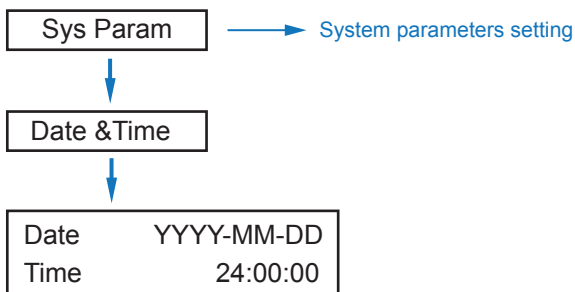 Sys Param
System parameters setting
Date &Time
Date YYYY-MM-DD
Time 24:00:00